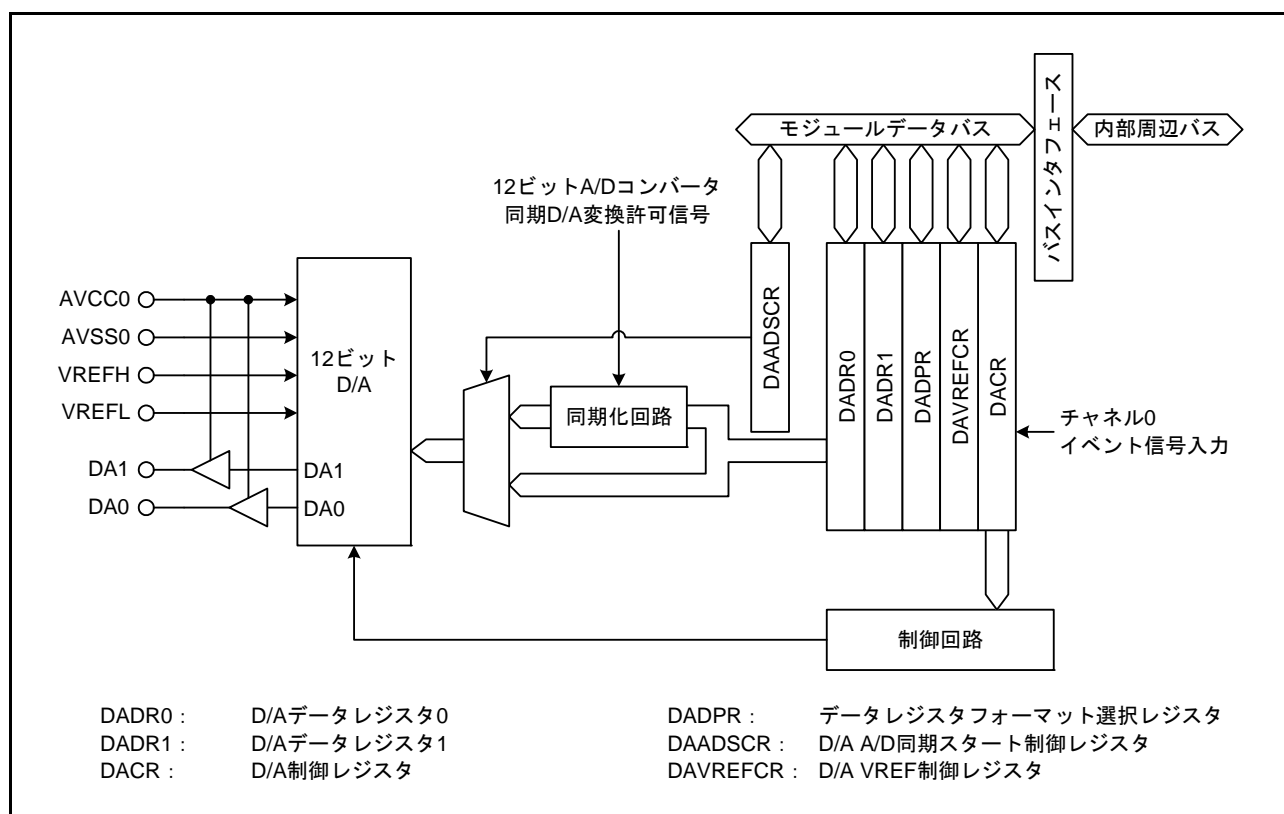 モジュールデータバス
バスインタフェース
内部周辺バス
12ビットA/Dコンバータ
同期D/A変換許可信号
AVCC0
AVSS0
VREFH
VREFL
DA1
DA0
12ビット
D/A
DA1
DA0
同期化回路
DAADSCR
DADR0
DADR1
DADPR
DAVREFCR
DACR
チャネル0
イベント信号入力
制御回路
DADR0： D/Aデータレジスタ0
DADR1： D/Aデータレジスタ1
DACR： D/A制御レジスタ
DADPR： データレジスタフォーマット選択レジスタ
DAADSCR： D/A A/D同期スタート制御レジスタ
DAVREFCR： D/A VREF制御レジスタ